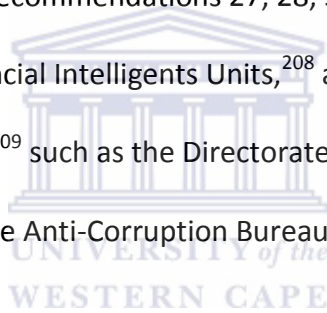 ecommendations 27, 28, 
cial Intelligents Units,208 a
09 such as the Directorate
e Anti-Corruption Bureau
UNIVERSITY of the
WESTERN CAPE